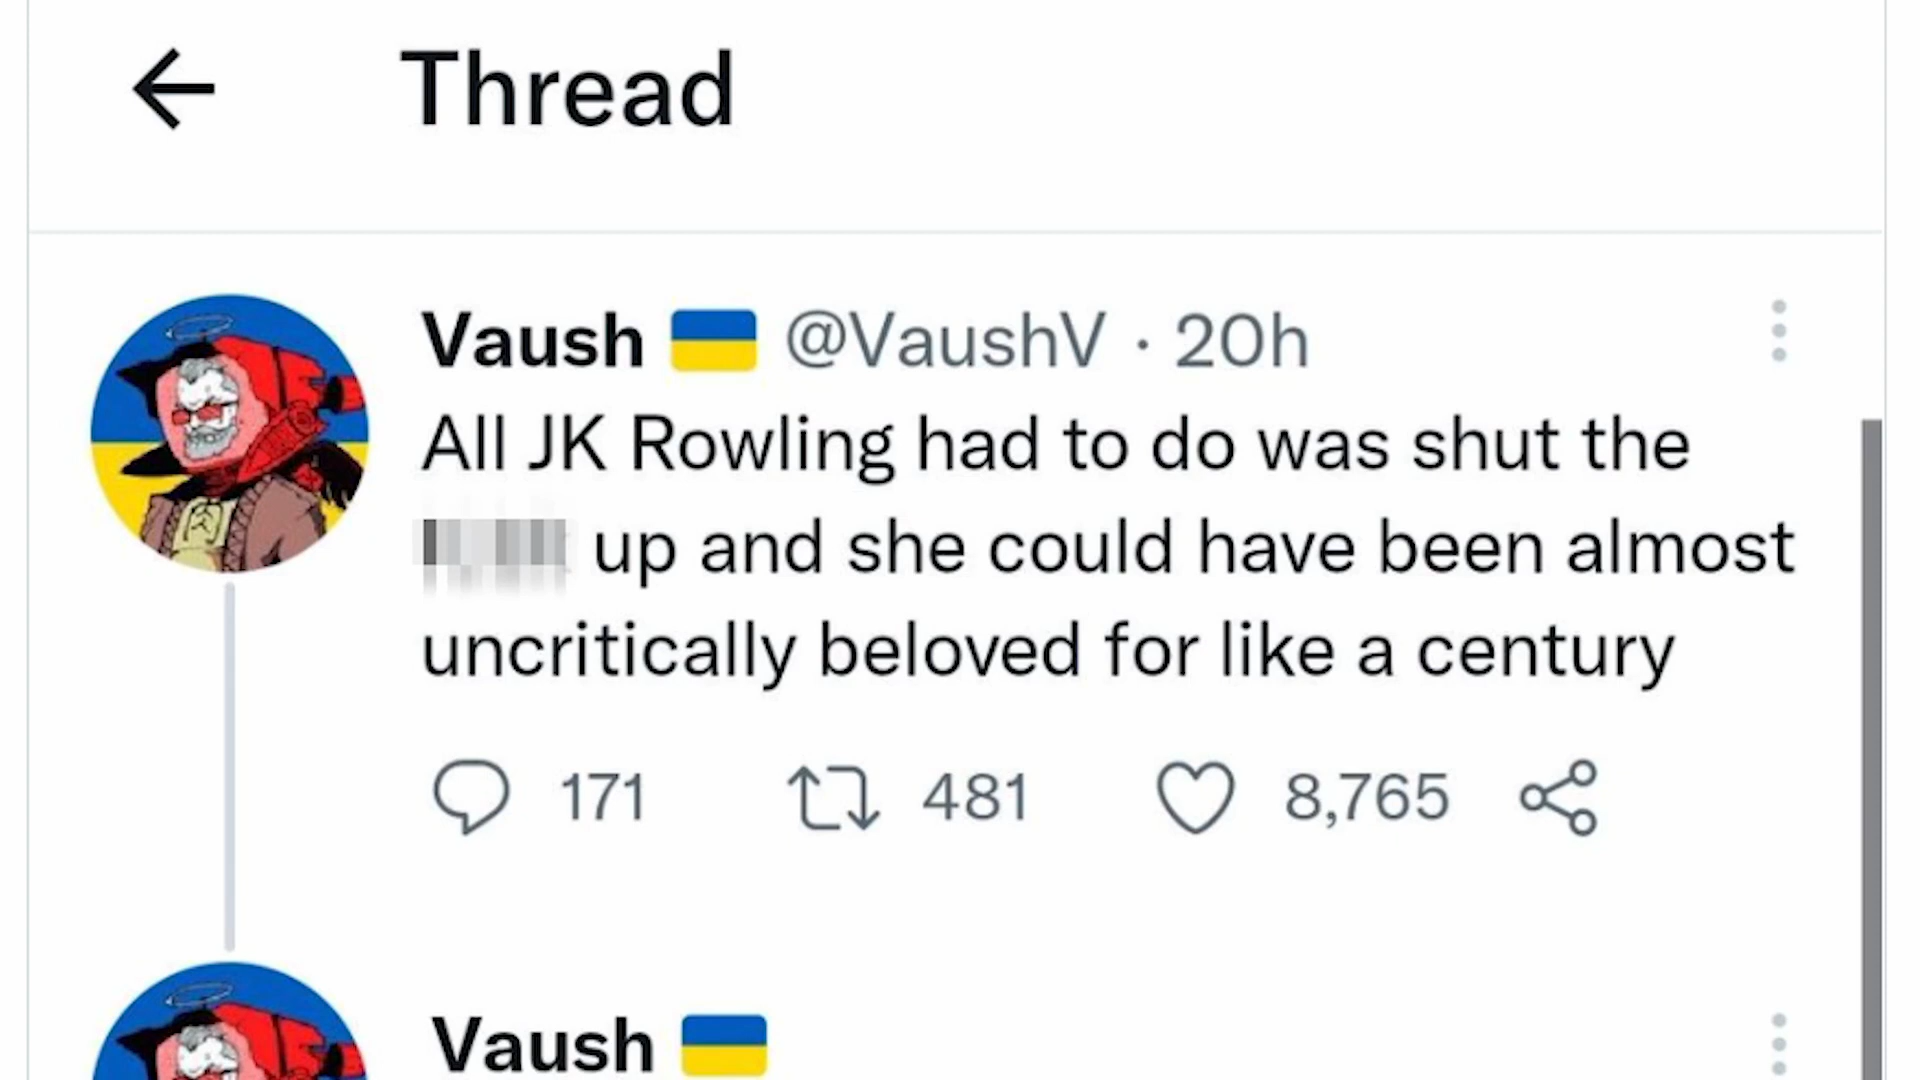 Thread
Vaush 🇺🇦 @VaushV · 20h
All JK Rowling had to do was shut the
up and she could have been almost
uncritically beloved for like a century
171 481 8,765
Vaush 🇺🇦